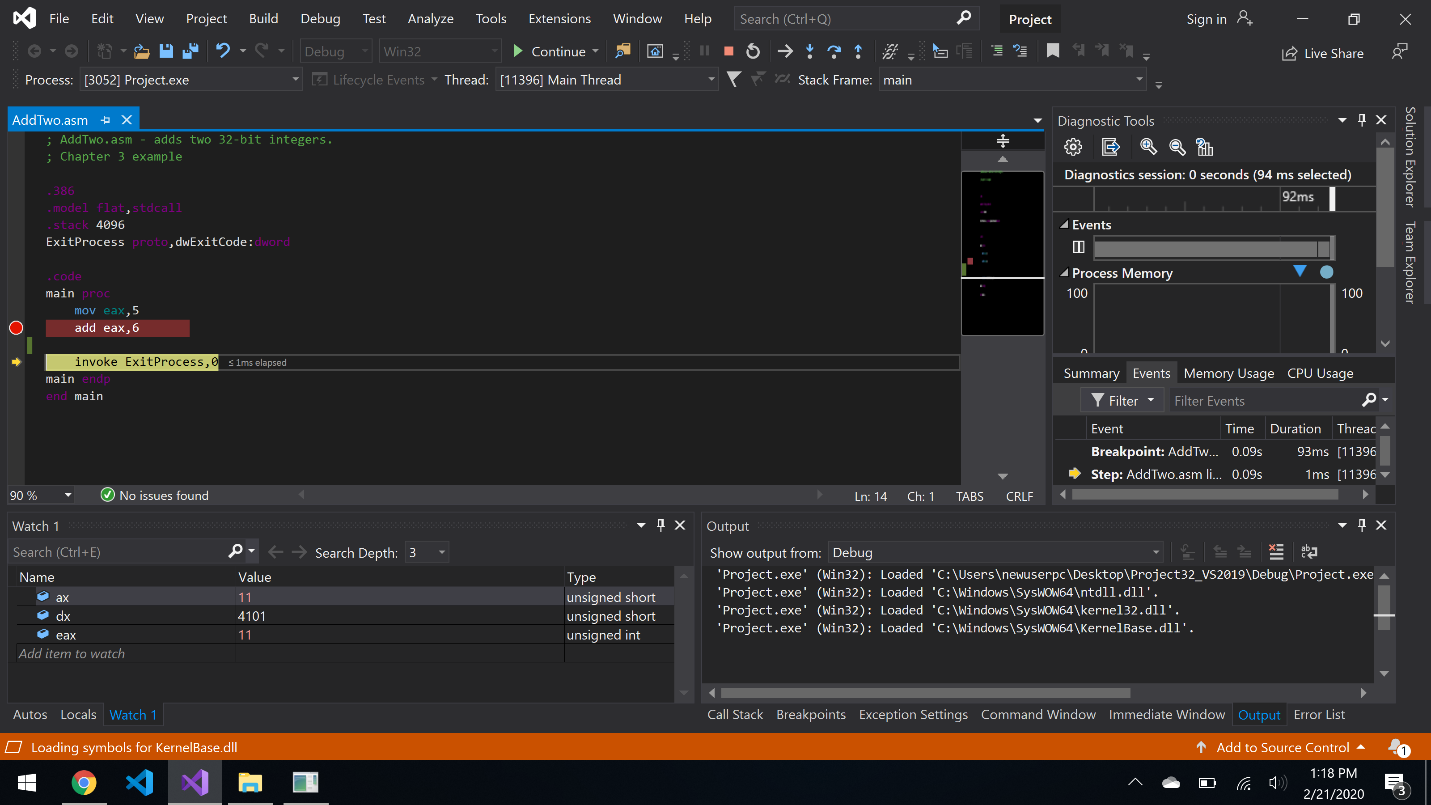 File Edit View Project Build Debug Test Analyze Tools Extensions Window Help Search (Ctrl+Q) Project Sign in
Debug Win32 Continue Live Share
Process: [3052] Project.exe Lifecycle Events Thread: [11396] Main Thread Stack Frame: main
AddTwo.asm
; AddTwo.asm - adds two 32-bit integers.
; Chapter 3 example
.386
.model flat,stdcall
.stack 4096
ExitProcess proto,dwExitCode:dword
.code
main proc
mov eax,5
add eax,6
invoke ExitProcess,0 ≤ 1ms elapsed
main endp
end main
90 % No issues found Ln: 14 Ch: 1 TABS CRLF
Diagnostic Tools
Diagnostics session: 0 seconds (94 ms selected)
92ms
Events
Process Memory
100 100
0 0
Summary Events Memory Usage CPU Usage
Filter Filter Events
Event Time Duration Threac
Breakpoint: AddTw... 0.09s 93ms [11396
Step: AddTwo.asm li... 0.09s 1ms [11396
Solution Explorer
Team Explorer
Watch 1
Search (Ctrl+E) Search Depth: 3
Name Value Type
ax 11 unsigned short
dx 4101 unsigned short
eax 11 unsigned int
Add item to watch
Autos Locals Watch 1
Output
Show output from: Debug
'Project.exe' (Win32): Loaded 'C:\Users\newuserpc\Desktop\Project32_VS2019\Debug\Project.exe
'Project.exe' (Win32): Loaded 'C:\Windows\SysWOW64\ntdll.dll'.
'Project.exe' (Win32): Loaded 'C:\Windows\SysWOW64\kernel32.dll'.
'Project.exe' (Win32): Loaded 'C:\Windows\SysWOW64\KernelBase.dll'.
Call Stack Breakpoints Exception Settings Command Window Immediate Window Output Error List
Loading symbols for KernelBase.dll Add to Source Control 1
1:18 PM
2/21/2020
3